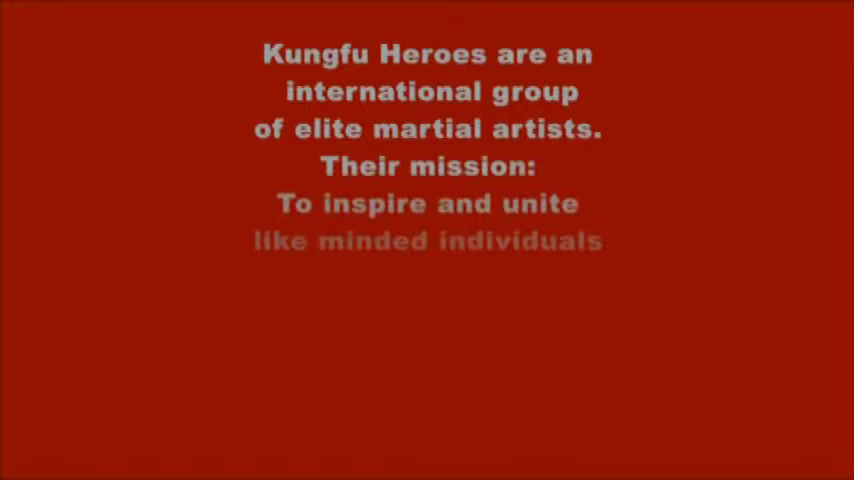 Kungfu Heroes are an
international group
of elite martial artists.
Their mission:
To inspire and unite
like minded individuals